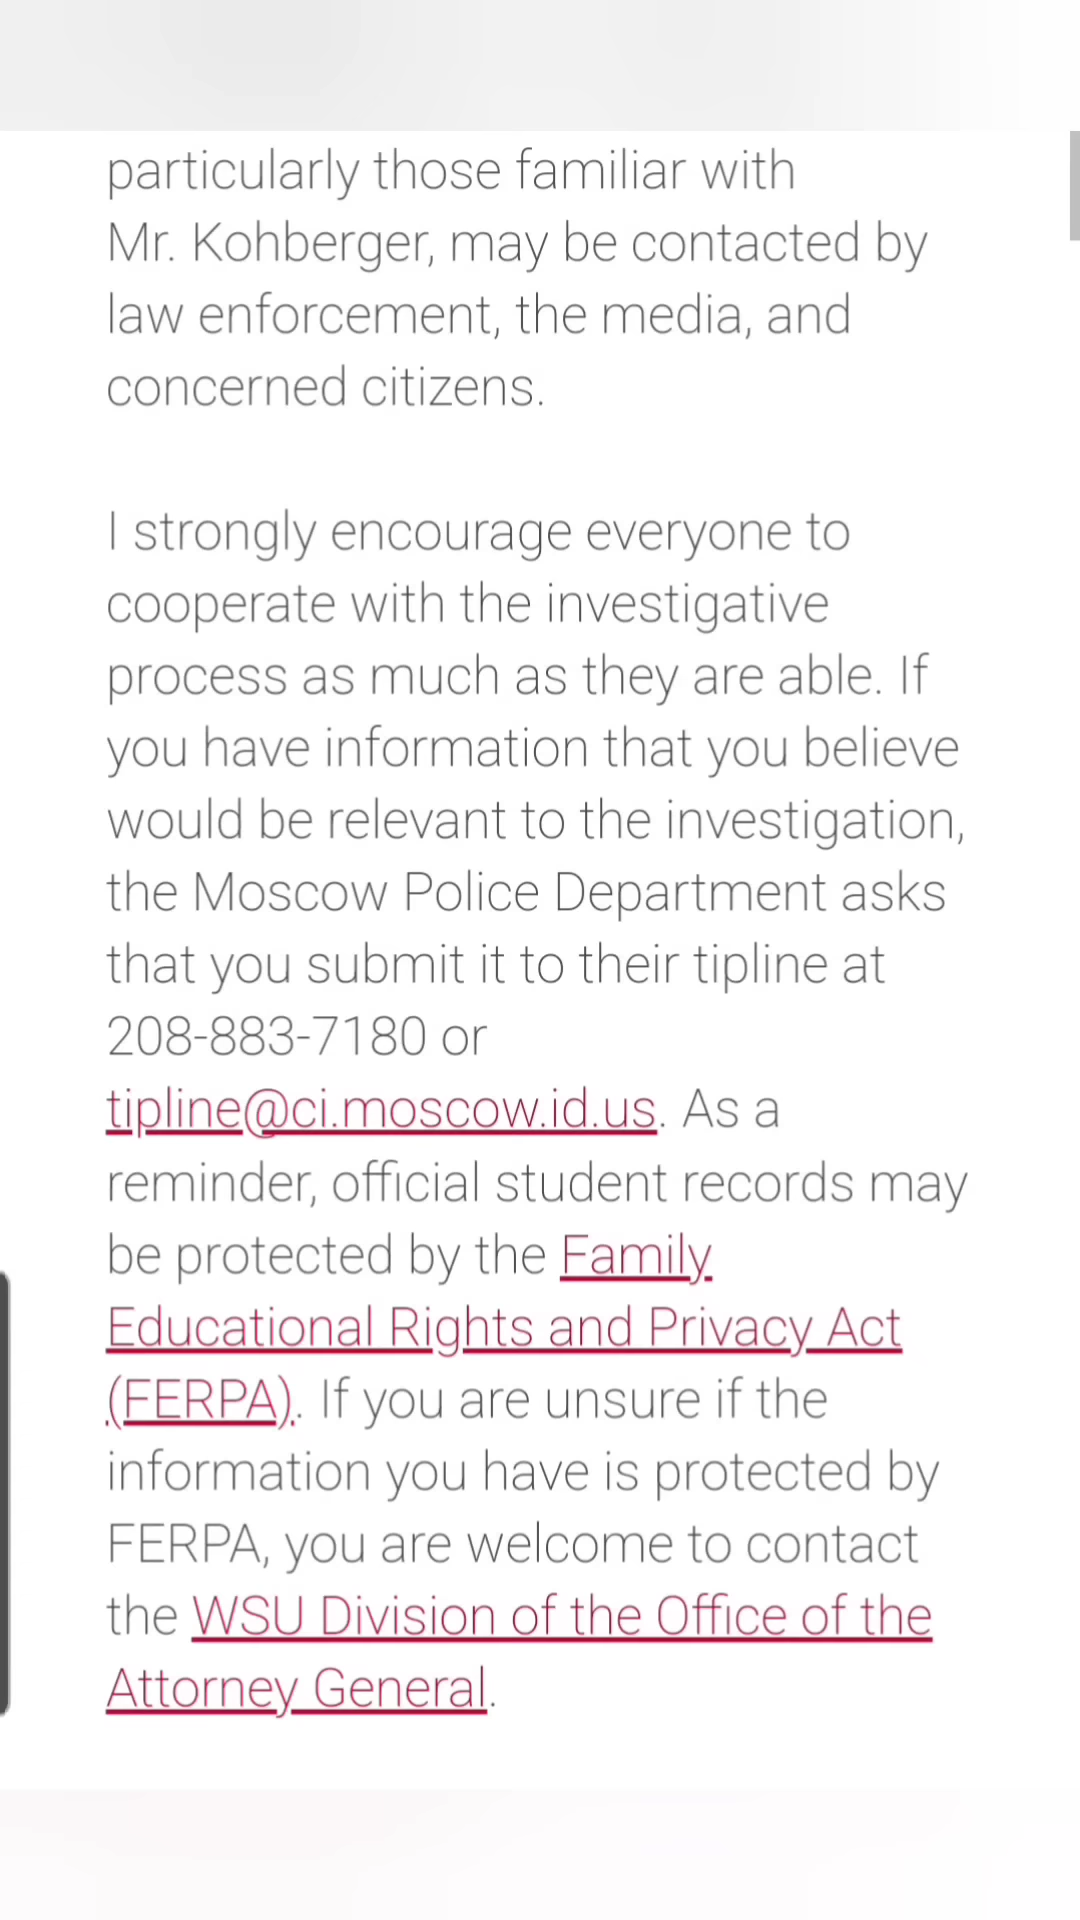 particularly those familiar with
Mr. Kohberger, may be contacted by
law enforcement, the media, and
concerned citizens.
I strongly encourage everyone to
cooperate with the investigative
process as much as they are able. If
you have information that you believe
would be relevant to the investigation,
the Moscow Police Department asks
that you submit it to their tipline at
208-883-7180 or
tipline@ci.moscow.id.us. As a
reminder, official student records may
be protected by the Family
Educational Rights and Privacy Act
(FERPA). If you are unsure if the
information you have is protected by
FERPA, you are welcome to contact
the WSU Division of the Office of the
Attorney General.